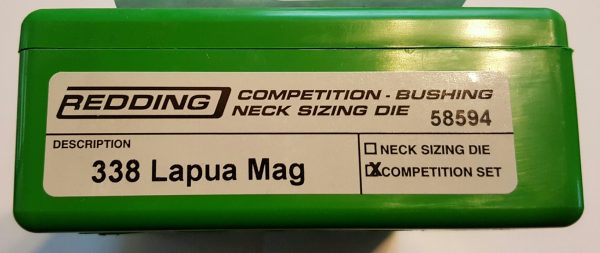 REDDING COMPETITION - BUSHING
NECK SIZING DIE 58594
DESCRIPTION
338 Lapua Mag
NECK SIZING DIE
X COMPETITION SET